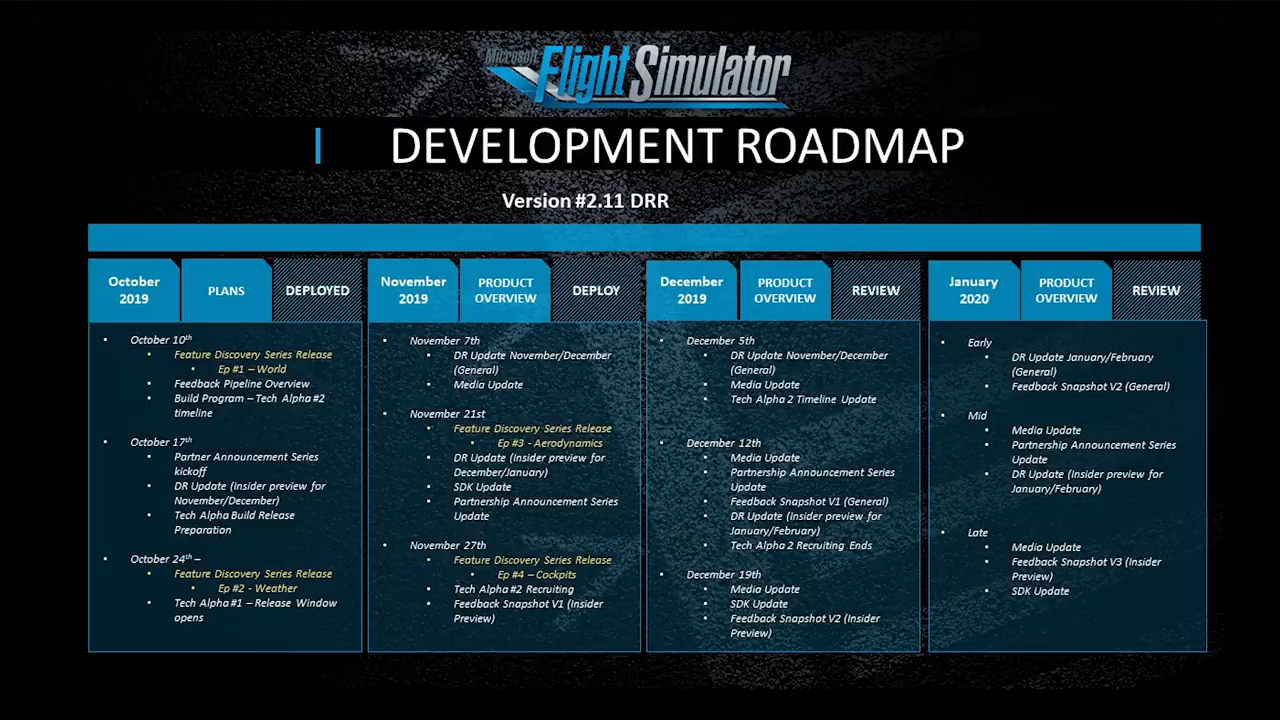 Microsoft Flight Simulator
DEVELOPMENT ROADMAP
Version #2.11 DRR
October 2019
PLANS
DEPLOYED
• October 10th
• Feature Discovery Series Release
• Ep #1 – World
• Feedback Pipeline Overview
• Build Program – Tech Alpha #2
timeline
• October 17th
• Partner Announcement Series
kickoff
• DR Update (Insider preview for
November/December)
• Tech Alpha Build Release
Preparation
• October 24th –
• Feature Discovery Series Release
• Ep #2 - Weather
• Tech Alpha #1 – Release Window
opens
November 2019
PRODUCT OVERVIEW
DEPLOY
• November 7th
• DR Update November/December
(General)
• Media Update
• November 21st
• Feature Discovery Series Release
• Ep #3 - Aerodynamics
• DR Update (Insider preview for
December/January)
• SDK Update
• Partnership Announcement Series
Update
• November 27th
• Feature Discovery Series Release
• Ep #4 – Cockpits
• Tech Alpha #2 Recruiting
• Feedback Snapshot V1 (Insider
Preview)
December 2019
PRODUCT OVERVIEW
REVIEW
• December 5th
• DR Update November/December
(General)
• Media Update
• Tech Alpha 2 Timeline Update
• December 12th
• Media Update
• Partnership Announcement Series
Update
• Feedback Snapshot V1 (General)
• DR Update (Insider preview for
January/February)
• Tech Alpha 2 Recruiting Ends
• December 19th
• Media Update
• SDK Update
• Feedback Snapshot V2 (Insider
Preview)
January 2020
PRODUCT OVERVIEW
REVIEW
• Early
• DR Update January/February
(General)
• Feedback Snapshot V2 (General)
• Mid
• Media Update
• Partnership Announcement Series
Update
• DR Update (Insider preview for
January/February)
• Late
• Media Update
• Feedback Snapshot V3 (Insider
Preview)
• SDK Update